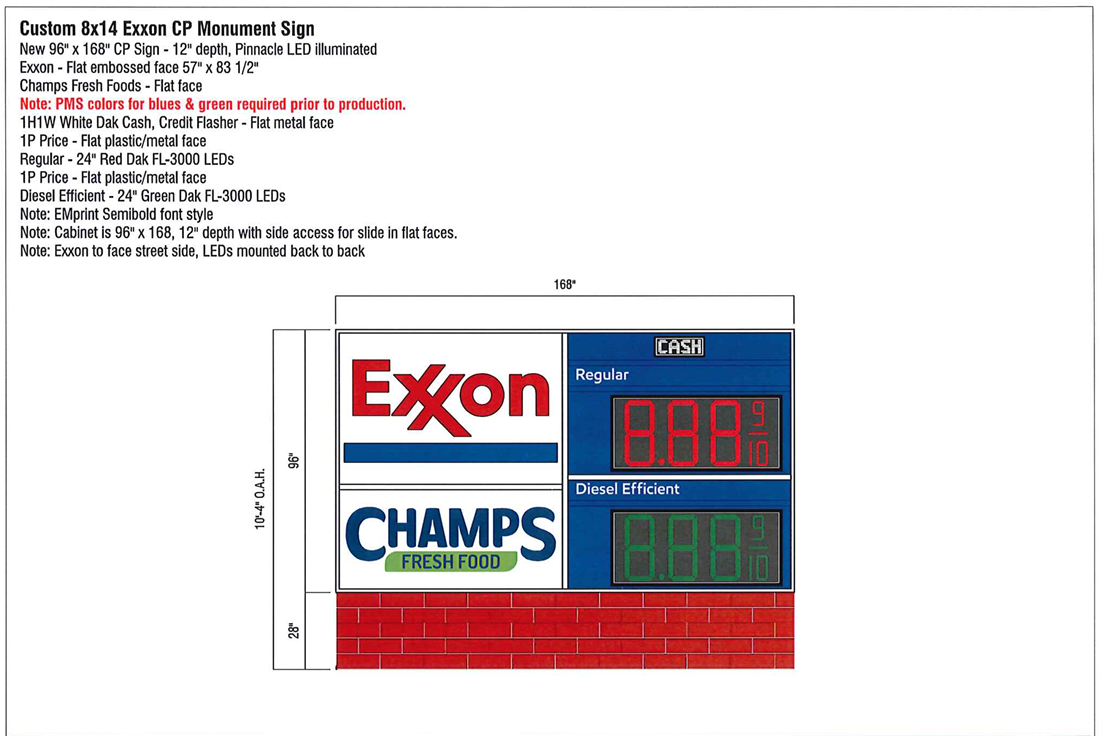 Custom 8x14 Exxon CP Monument Sign
New 96" x 168" CP Sign - 12" depth, Pinnacle LED illuminated
Exxon - Flat embossed face 57" x 83 1/2"
Champs Fresh Foods - Flat face
Note: PMS colors for blues & green required prior to production.
1H1W White Dak Cash, Credit Flasher - Flat metal face
1P Price - Flat plastic/metal face
Regular - 24" Red Dak FL-3000 LEDs
1P Price - Flat plastic/metal face
Diesel Efficient - 24" Green Dak FL-3000 LEDs
Note: EMprint Semibold font style
Note: Cabinet is 96" x 168, 12" depth with side access for slide in flat faces.
Note: Exxon to face street side, LEDs mounted back to back
168"
CASH
Regular
Exxon
8.88 9/10
96"
10'-4" O.A.H.
Diesel Efficient
CHAMPS
FRESH FOOD
8.88 9/10
28"